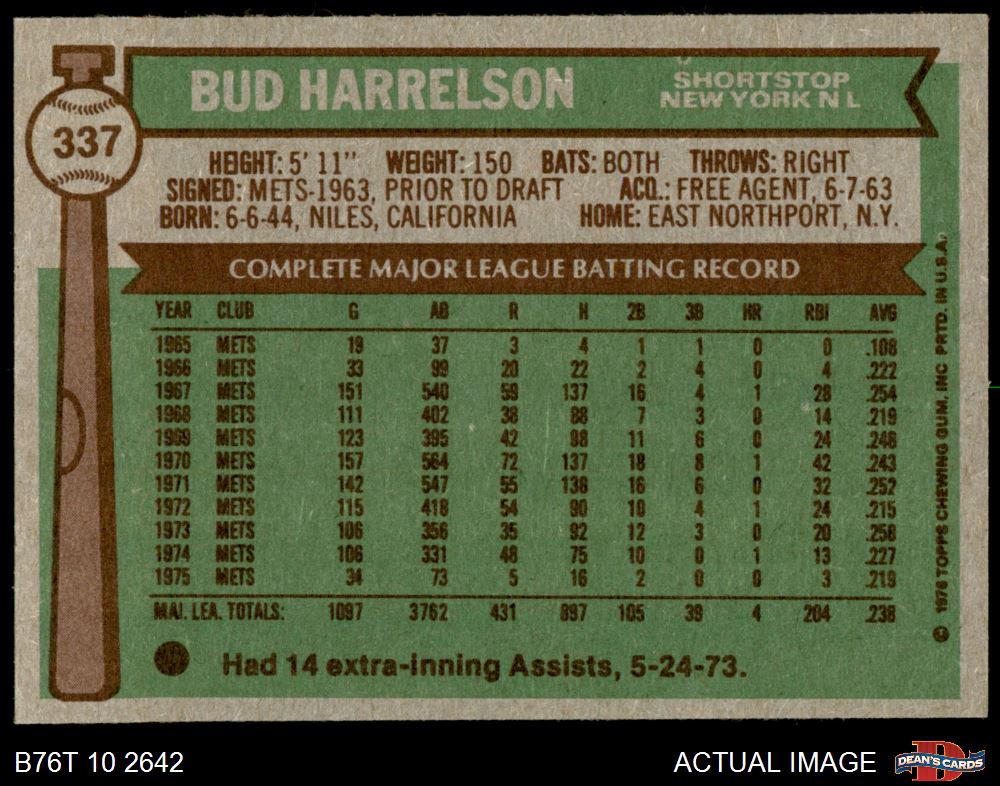 337
BUD HARRELSON
SHORTSTOP
NEW YORK N L
HEIGHT: 5' 11" WEIGHT: 150 BATS: BOTH THROWS: RIGHT
SIGNED: METS-1963, PRIOR TO DRAFT ACQ.: FREE AGENT, 6-7-63
BORN: 6-6-44, NILES, CALIFORNIA HOME: EAST NORTHPORT, N.Y.
COMPLETE MAJOR LEAGUE BATTING RECORD
YEAR CLUB G AB R H 2B 3B HR RBI AVG
1965 METS 19 37 3 4 1 1 0 0 .108
1966 METS 33 99 20 22 2 4 0 4 .222
1967 METS 151 540 59 137 16 4 1 28 .254
1968 METS 111 402 38 88 7 3 0 14 .219
1969 METS 123 395 42 98 11 6 0 24 .248
1970 METS 157 564 72 137 18 8 1 42 .243
1971 METS 142 547 55 138 16 6 0 32 .252
1972 METS 115 418 54 90 10 4 1 24 .215
1973 METS 106 356 35 92 12 3 0 20 .258
1974 METS 106 331 48 75 10 0 1 13 .227
1975 METS 34 73 5 16 2 0 0 3 .219
MAJ. LEA. TOTALS: 1097 3762 431 897 105 39 4 204 .238
Had 14 extra-inning Assists, 5-24-73.
© 1976 TOPPS CHEWING GUM, INC PRTD. IN U.S.A.
B76T 10 2642
ACTUAL IMAGE
D
DEAN'S CARDS